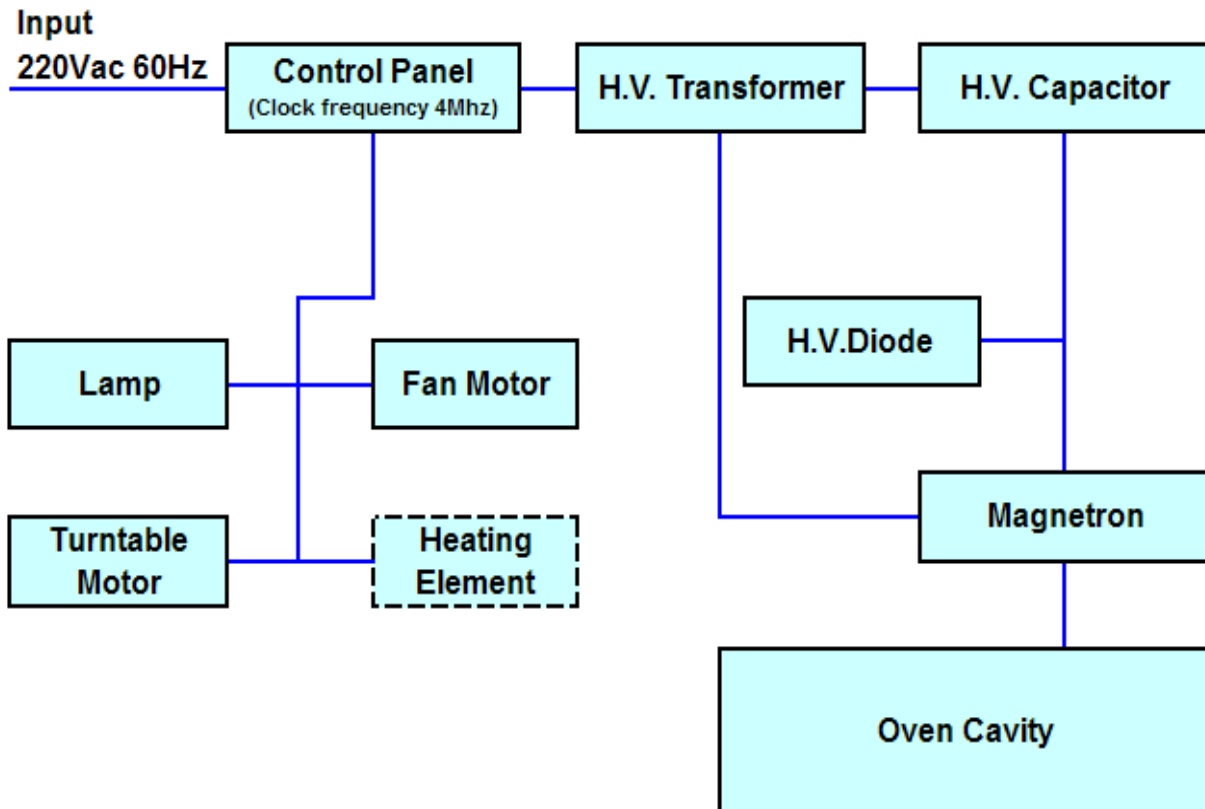 Input
220Vac 60Hz
Control Panel
(Clock frequency 4Mhz)
H.V. Transformer
H.V. Capacitor
H.V.Diode
Lamp
Fan Motor
Magnetron
Turntable
Motor
Heating
Element
Oven Cavity